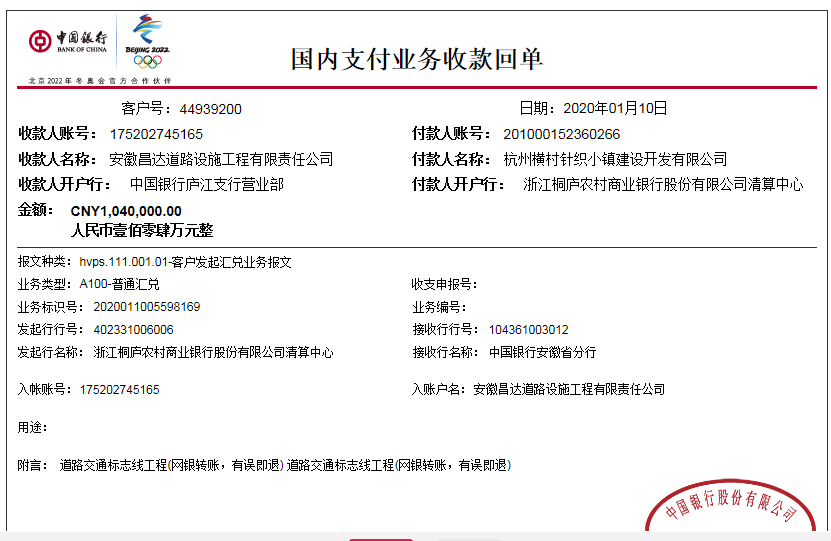 中国银行
BANK OF CHINA
BEIJING 2022
北京2022年冬奥会官方合作伙伴
国内支付业务收款回单
客户号：44939200 日期：2020年01月10日
收款人账号：175202745165 付款人账号：201000152360266
收款人名称：安徽昌达道路设施工程有限责任公司 付款人名称：杭州横村针织小镇建设开发有限公司
收款人开户行：中国银行庐江支行营业部 付款人开户行：浙江桐庐农村商业银行股份有限公司清算中心
金额：CNY1,040,000.00
人民币壹佰零肆万元整
报文种类：hvps.111.001.01-客户发起汇兑业务报文
业务类型：A100-普通汇兑 收支申报号：
业务标识号：2020011005598169 业务编号：
发起行行号：402331006006 接收行行号：104361003012
发起行名称：浙江桐庐农村商业银行股份有限公司清算中心 接收行名称：中国银行安徽省分行
入帐账号：175202745165 入账户名：安徽昌达道路设施工程有限责任公司
用途：
附言：道路交通标志线工程(网银转账，有误即退)道路交通标志线工程(网银转账，有误即退)
中国银行股份有限公司